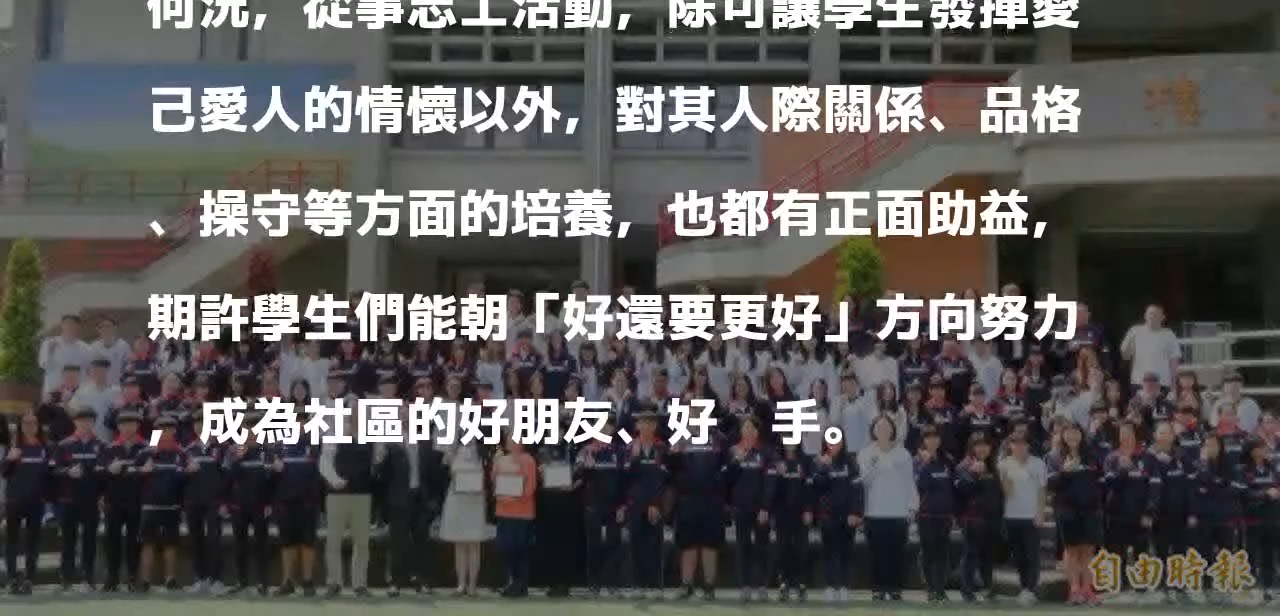 何況，從事志工活動，除可讓學生發揮愛
己愛人的情懷以外，對其人際關係、品格
、操守等方面的培養，也都有正面助益，
期許學生們能朝「好還要更好」方向努力
，成為社區的好朋友、好　手。
自由時報